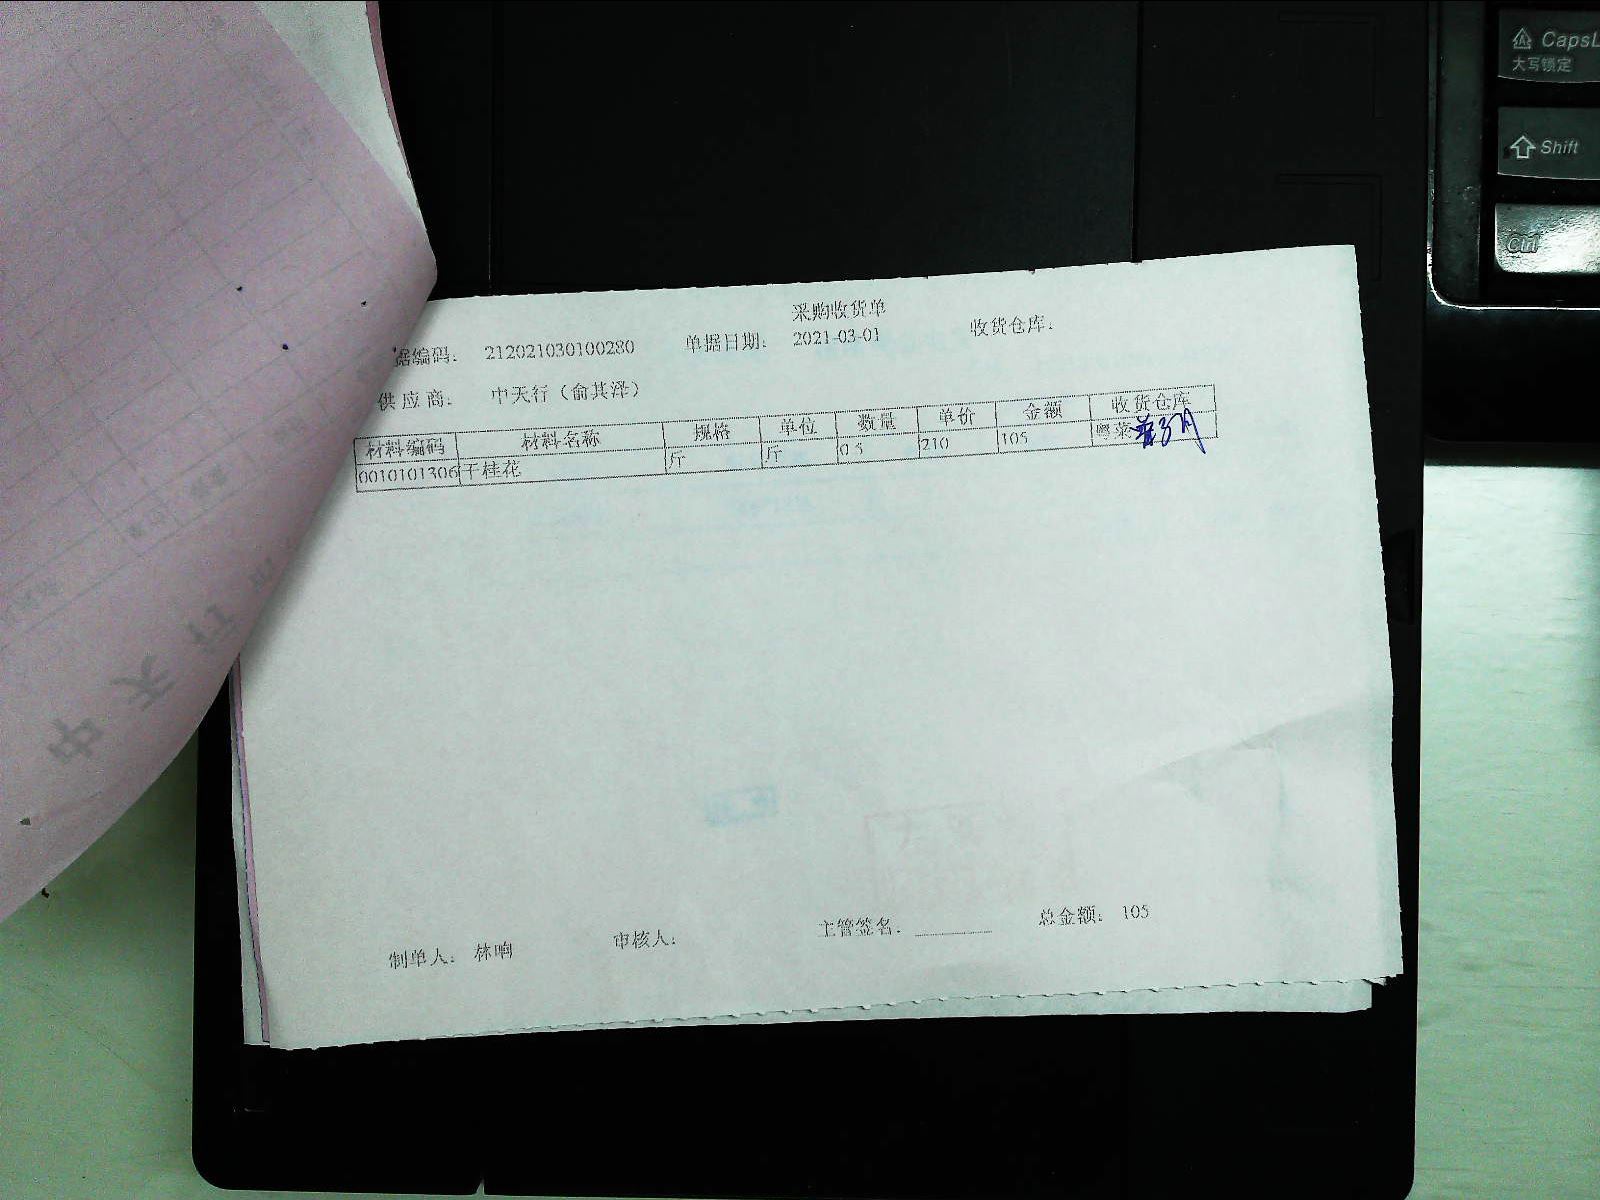 采购收货单
据编码： 212021030100280 单据日期： 2021-03-01 收货仓库：
供应商： 中天行（俞其泽）
材料编码 材料名称 规格 单位 数量 单价 金额 收货仓库
0010101306 干桂花 斤 斤 0.5 210 105 粤菜
制单人： 林响 审核人： 主管签名： 总金额： 105
CapsL
大写锁定
Shift
Ctrl
中天行